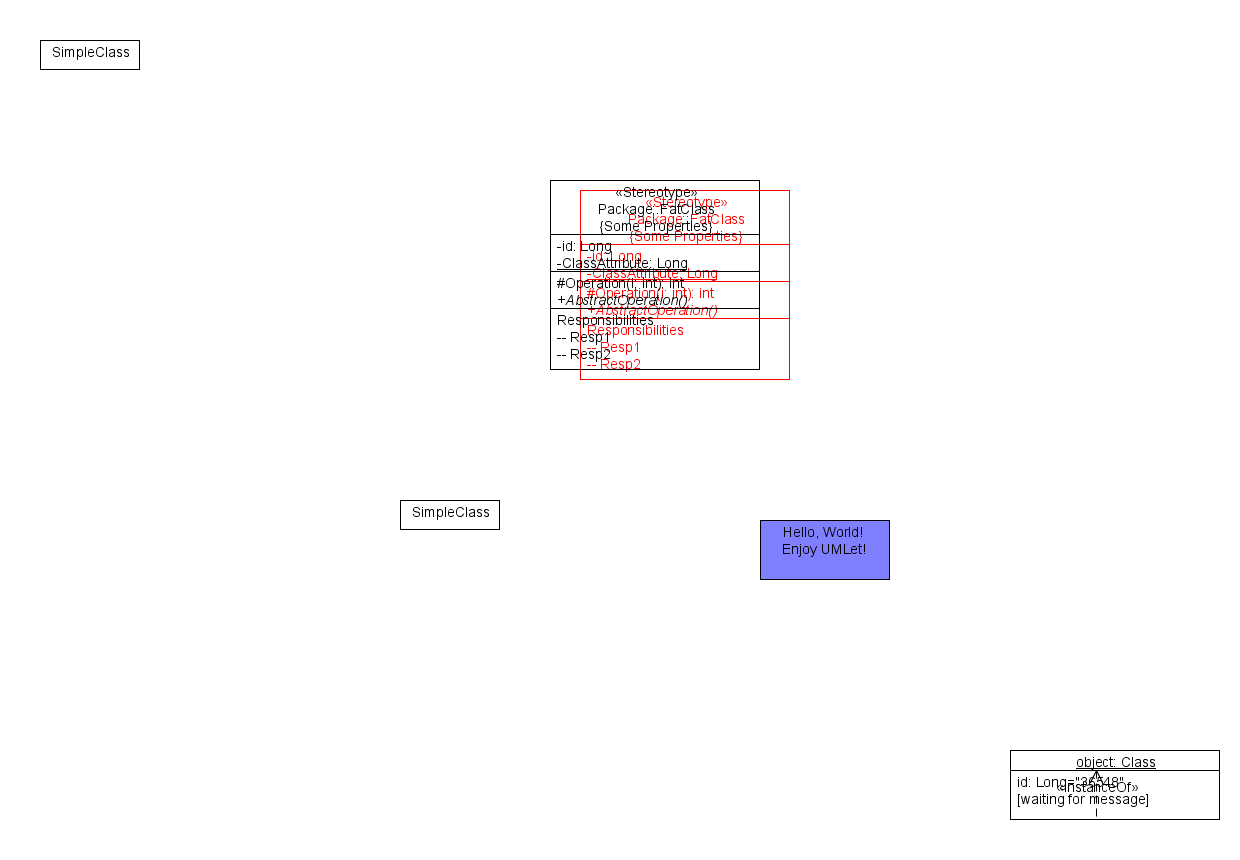 SimpleClass
«Stereotype»
Package::FatClass
{Some Properties}
-id: Long
-ClassAttribute: Long
#Operation(i: int): int
+AbstractOperation()
Responsibilities
-- Resp1
-- Resp2
«Stereotype»
Package::FatClass
{Some Properties}
-id: Long
-ClassAttribute: Long
#Operation(i: int): int
+AbstractOperation()
Responsibilities
-- Resp1
-- Resp2
SimpleClass
Hello, World!
Enjoy UMLet!
object: Class
id: Long="36548"
«instanceOf»
[waiting for message]